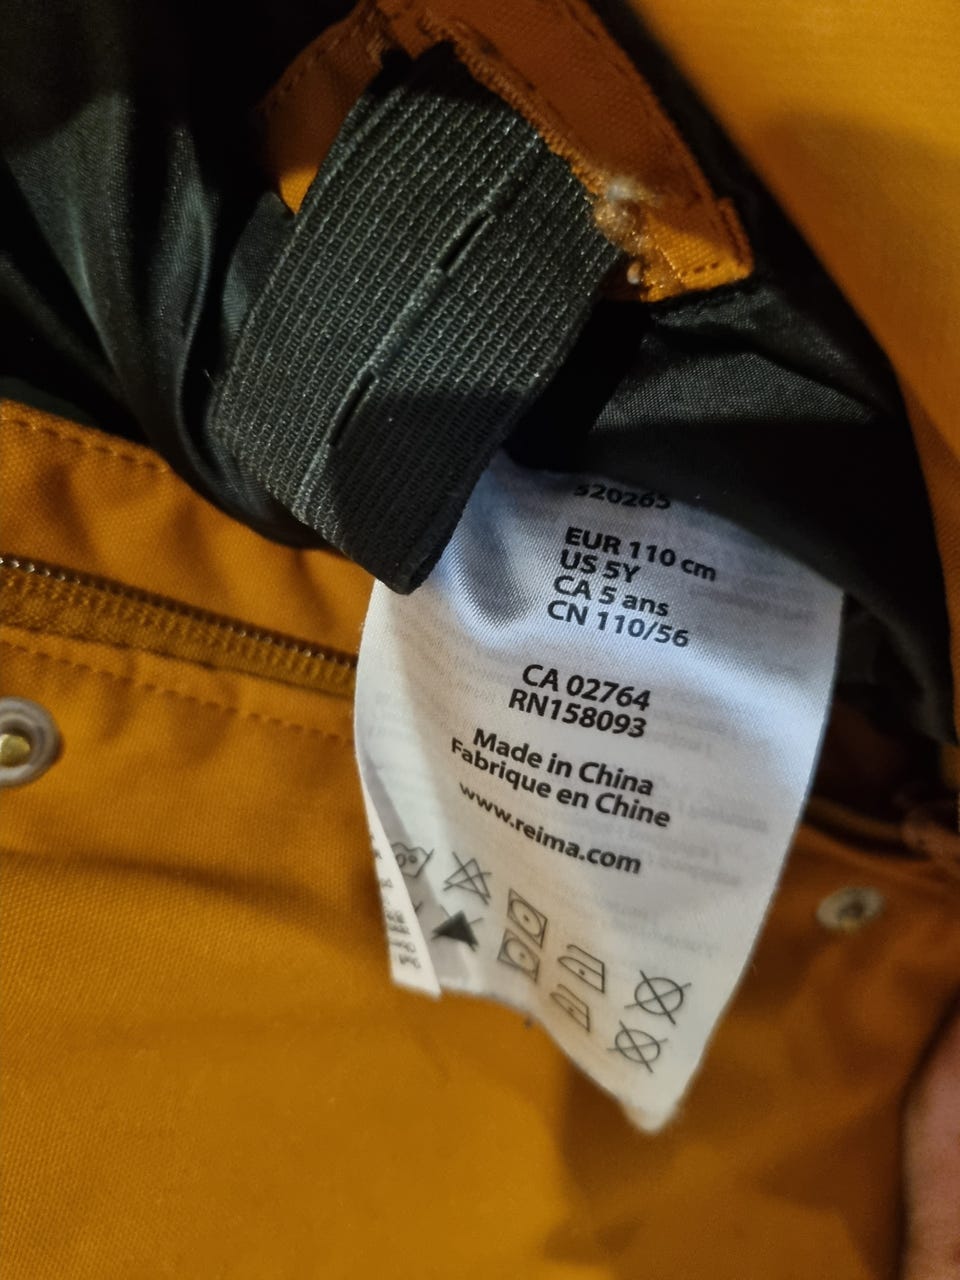 520265
EUR 110 cm
US 5Y
CA 5 ans
CN 110/56
CA 02764
RN158093
Made in China
Fabrique en Chine
www.reima.com